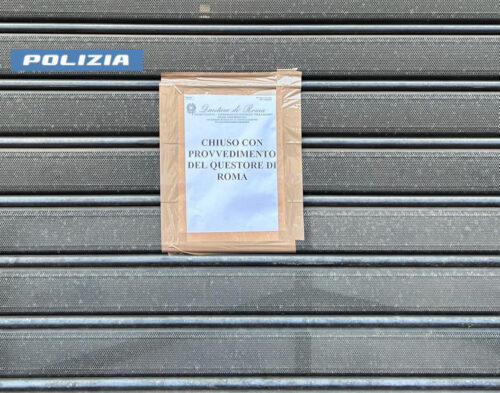 POLIZIA
Questura di Roma
CHIUSO CON
PROVVEDIMENTO
DEL QUESTORE DI
ROMA